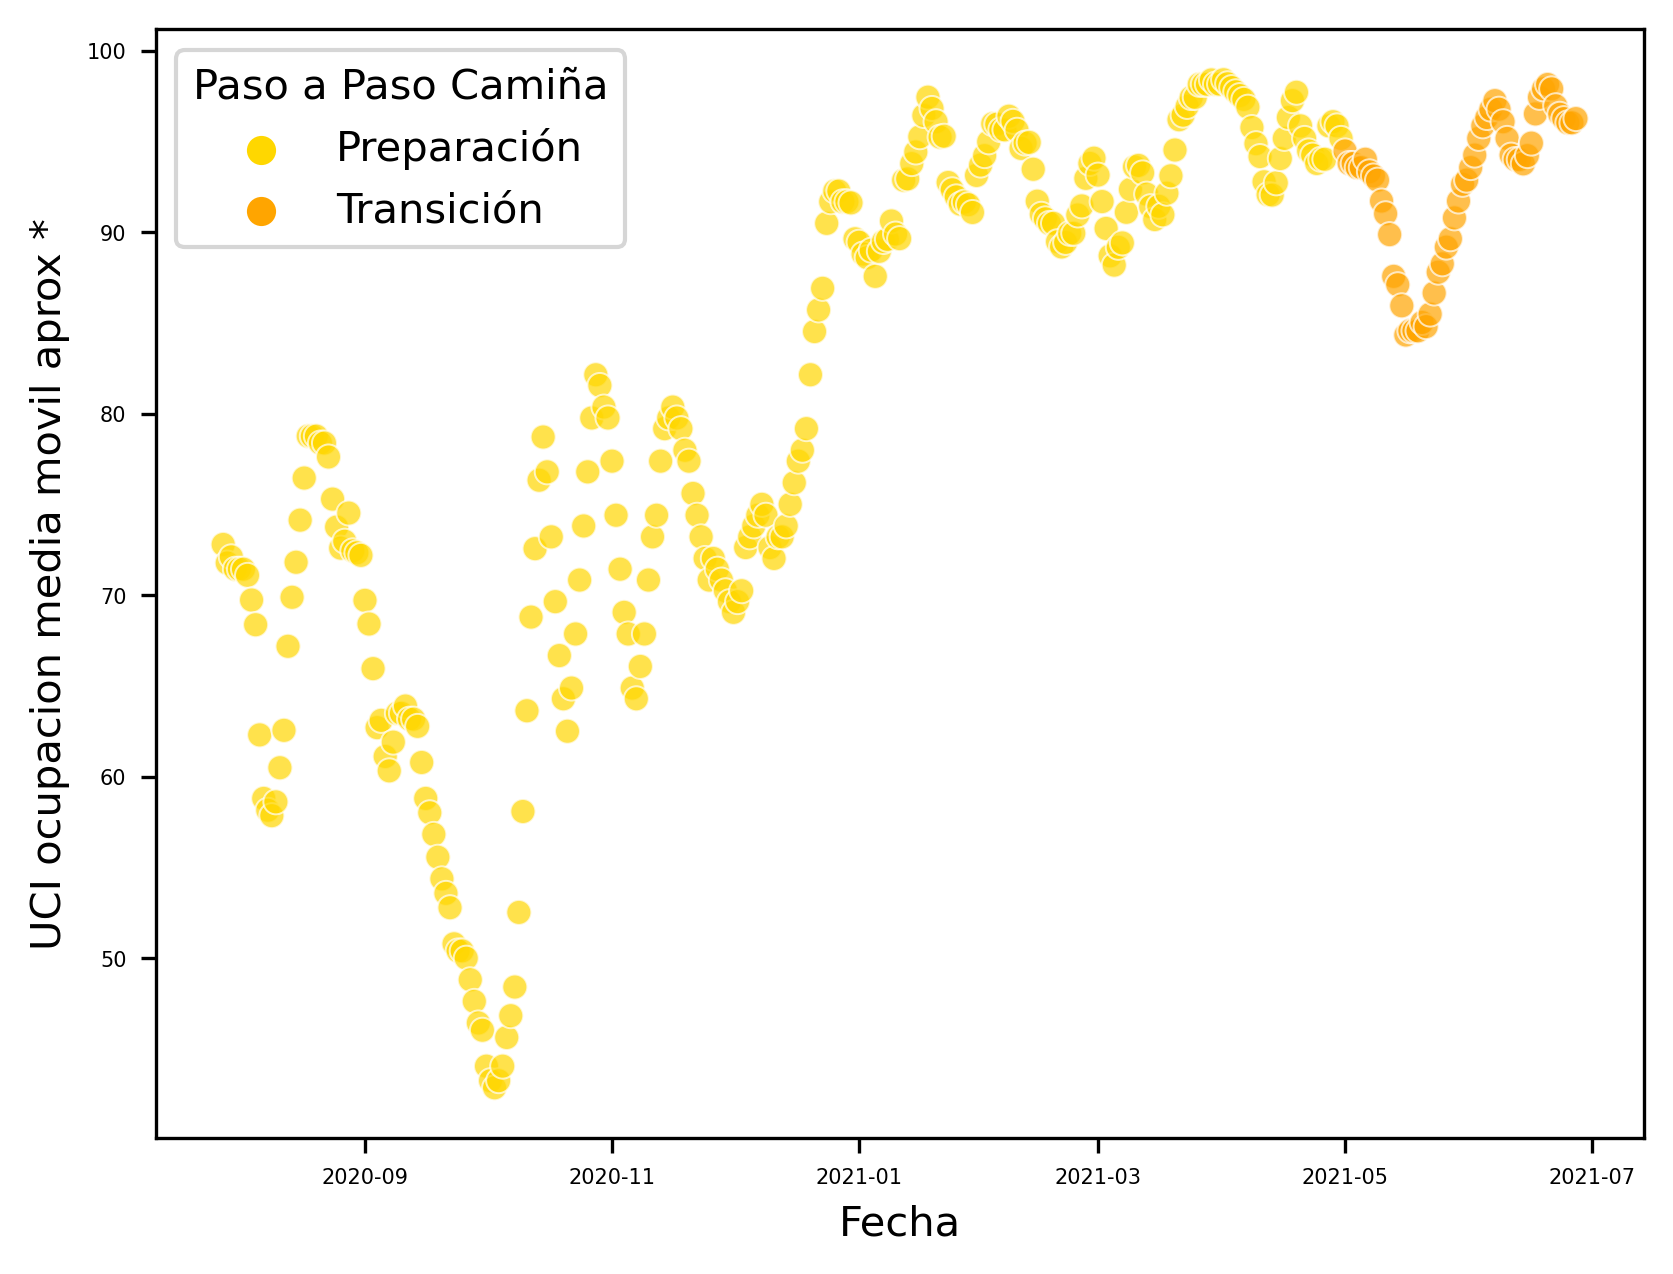 Paso a Paso Camiña
Preparación
Transición
UCI ocupacion media movil aprox *
100
90
80
70
60
50
2020-09
2020-11
2021-01
2021-03
2021-05
2021-07
Fecha